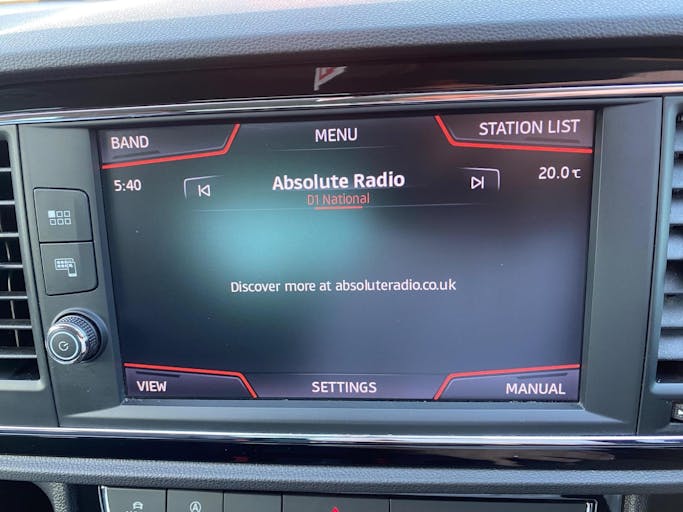 BAND
MENU
STATION LIST
5:40
Absolute Radio
20.0℃
D1 National
Discover more at absoluteradio.co.uk
VIEW
SETTINGS
MANUAL